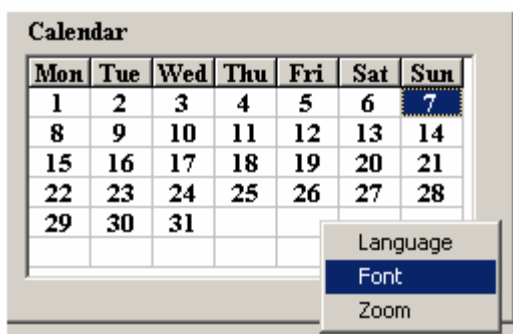 Calendar
Mon Tue Wed Thu Fri Sat Sun
1 2 3 4 5 6 7
8 9 10 11 12 13 14
15 16 17 18 19 20 21
22 23 24 25 26 27 28
29 30 31
Language
Font
Zoom